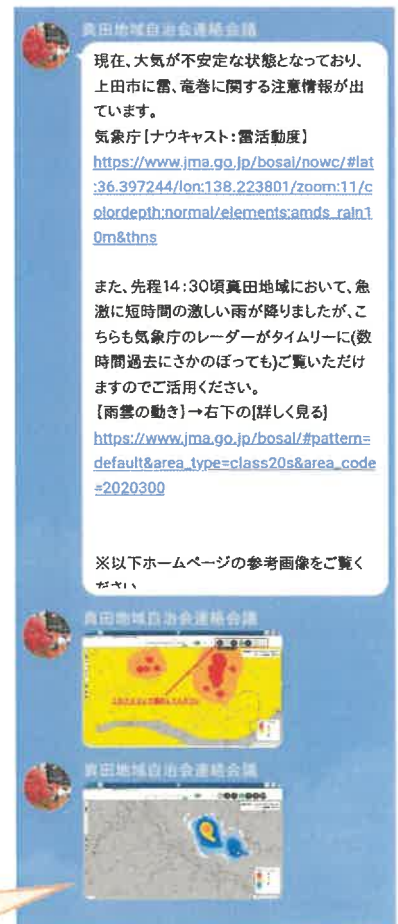 真田地域自治会連絡会議
現在、大気が不安定な状態となっており、
上田市に雷、竜巻に関する注意情報が出
ています。
気象庁【ナウキャスト：雷活動度】
https://www.jma.go.jp/bosai/nowc/#lat
:36.397244/lon:138.223801/zoom:11/c
olordepth:normal/elements:amds_rain1
0m&thns
また、先程14：30頃真田地域において、急
激に短時間の激しい雨が降りましたが、こ
ちらも気象庁のレーダーがタイムリーに(数
時間過去にさかのぼっても)ご覧いただけ
ますのでご活用ください。
【雨雲の動き】→右下の[詳しく見る]
https://www.jma.go.jp/bosai/#pattern=
default&area_type=class20s&area_code
=2020300
※以下ホームページの参考画像をご覧く
ださい
真田地域自治会連絡会議
真田地域自治会連絡会議